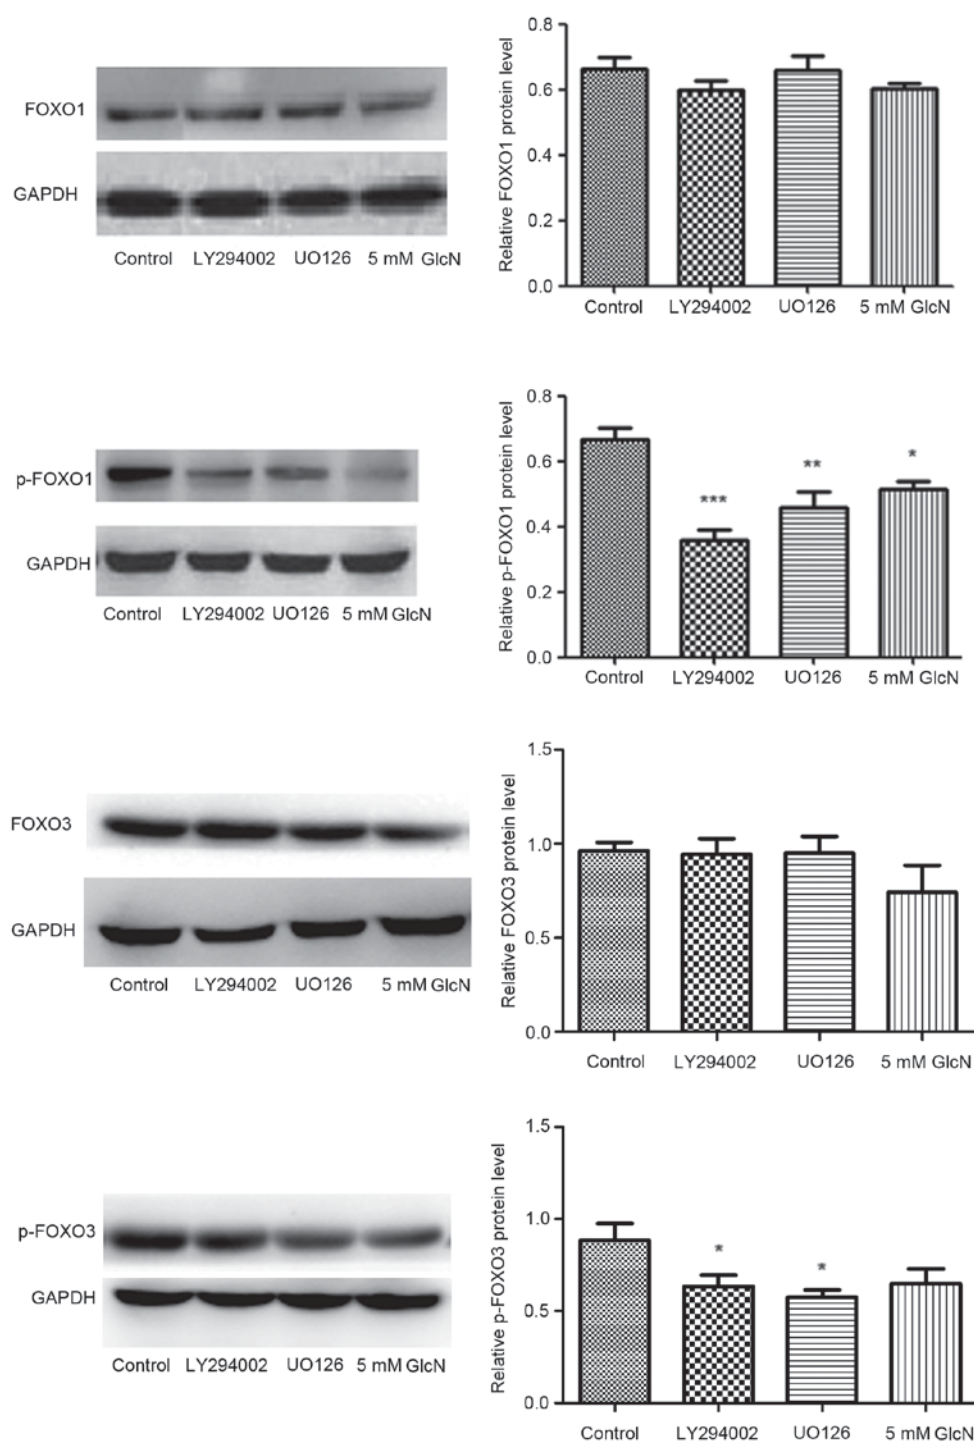 FOXO1
GAPDH
Control LY294002 UO126 5 mM GlcN
Relative FOXO1 protein level
0.8
0.6
0.4
0.2
0.0
Control LY294002 UO126 5 mM GlcN
p-FOXO1
GAPDH
Control LY294002 UO126 5 mM GlcN
Relative p-FOXO1 protein level
0.8
0.6
0.4
0.2
0.0
***
**
*
Control LY294002 UO126 5 mM GlcN
FOXO3
GAPDH
Control LY294002 UO126 5 mM GlcN
Relative FOXO3 protein level
1.5
1.0
0.5
0.0
Control LY294002 UO126 5 mM GlcN
p-FOXO3
GAPDH
Control LY294002 UO126 5 mM GlcN
Relative p-FOXO3 protein level
1.5
1.0
0.5
0.0
*
*
Control LY294002 UO126 5 mM GlcN